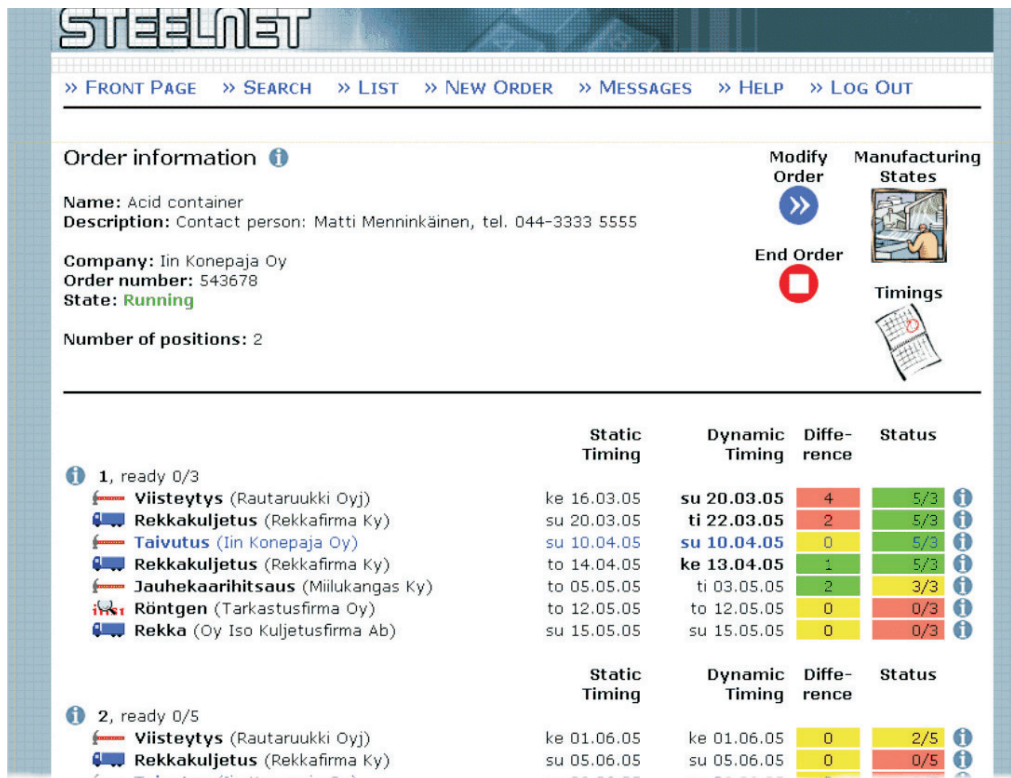 STEELNET
» FRONT PAGE » SEARCH » LIST » NEW ORDER » MESSAGES » HELP » LOG OUT
Order information
Name: Acid container
Description: Contact person: Matti Menninkäinen, tel. 044-3333 5555
Company: Iin Konepaja Oy
Order number: 543678
State: Running
Number of positions: 2
Modify Order
End Order
Manufacturing States
Timings
Static Timing Dynamic Timing Diffe-rence Status
1, ready 0/3
Viisteytys (Rautaruukki Oyj) ke 16.03.05 su 20.03.05 4 5/3
Rekkakuljetus (Rekkafirma Ky) su 20.03.05 ti 22.03.05 2 5/3
Taivutus (Iin Konepaja Oy) su 10.04.05 su 10.04.05 0 5/3
Rekkakuljetus (Rekkafirma Ky) to 14.04.05 ke 13.04.05 1 5/3
Jauhekaarihitsaus (Miilukangas Ky) to 05.05.05 ti 03.05.05 2 3/3
Röntgen (Tarkastusfirma Oy) to 12.05.05 to 12.05.05 0 0/3
Rekka (Oy Iso Kuljetusfirma Ab) su 15.05.05 su 15.05.05 0 0/3
Static Timing Dynamic Timing Diffe-rence Status
2, ready 0/5
Viisteytys (Rautaruukki Oyj) ke 01.06.05 ke 01.06.05 0 2/5
Rekkakuljetus (Rekkafirma Ky) su 05.06.05 su 05.06.05 0 0/5